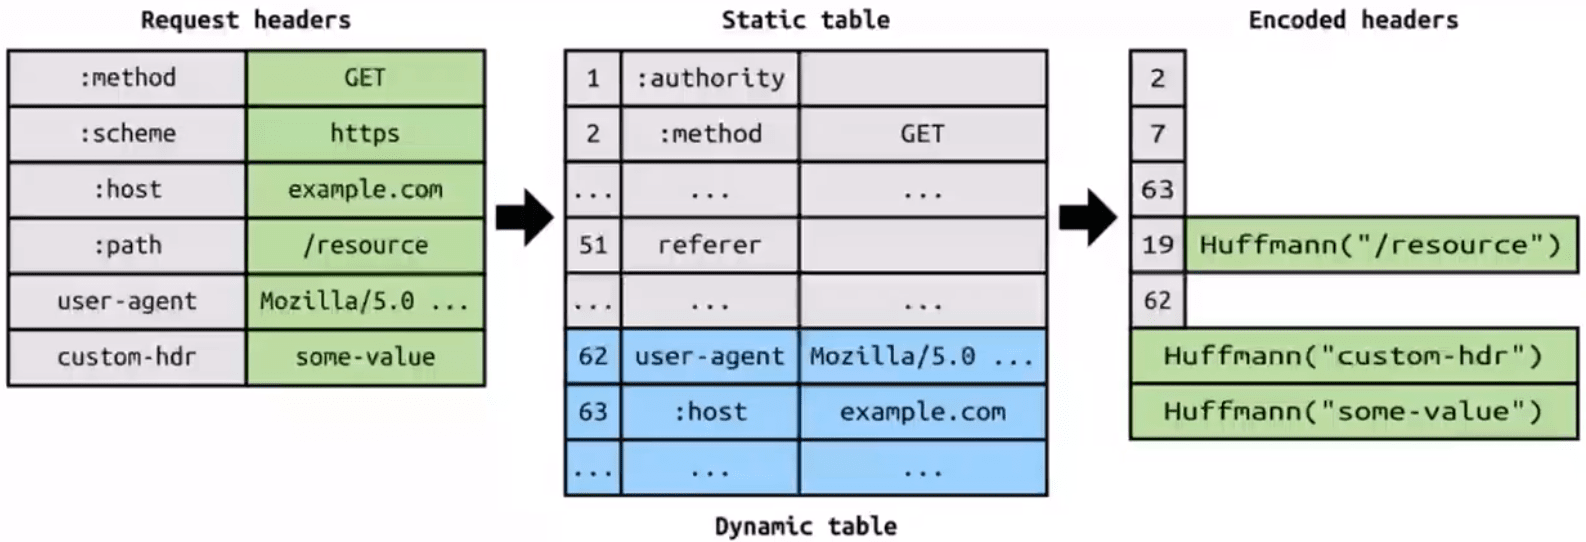 Request headers
:method GET
:scheme https
:host example.com
:path /resource
user-agent Mozilla/5.0 ...
custom-hdr some-value
Static table
1 :authority
2 :method GET
... ... ...
51 referer
... ... ...
62 user-agent Mozilla/5.0 ...
63 :host example.com
... ... ...
Dynamic table
Encoded headers
2
7
63
19 Huffmann("/resource")
62
Huffmann("custom-hdr")
Huffmann("some-value")